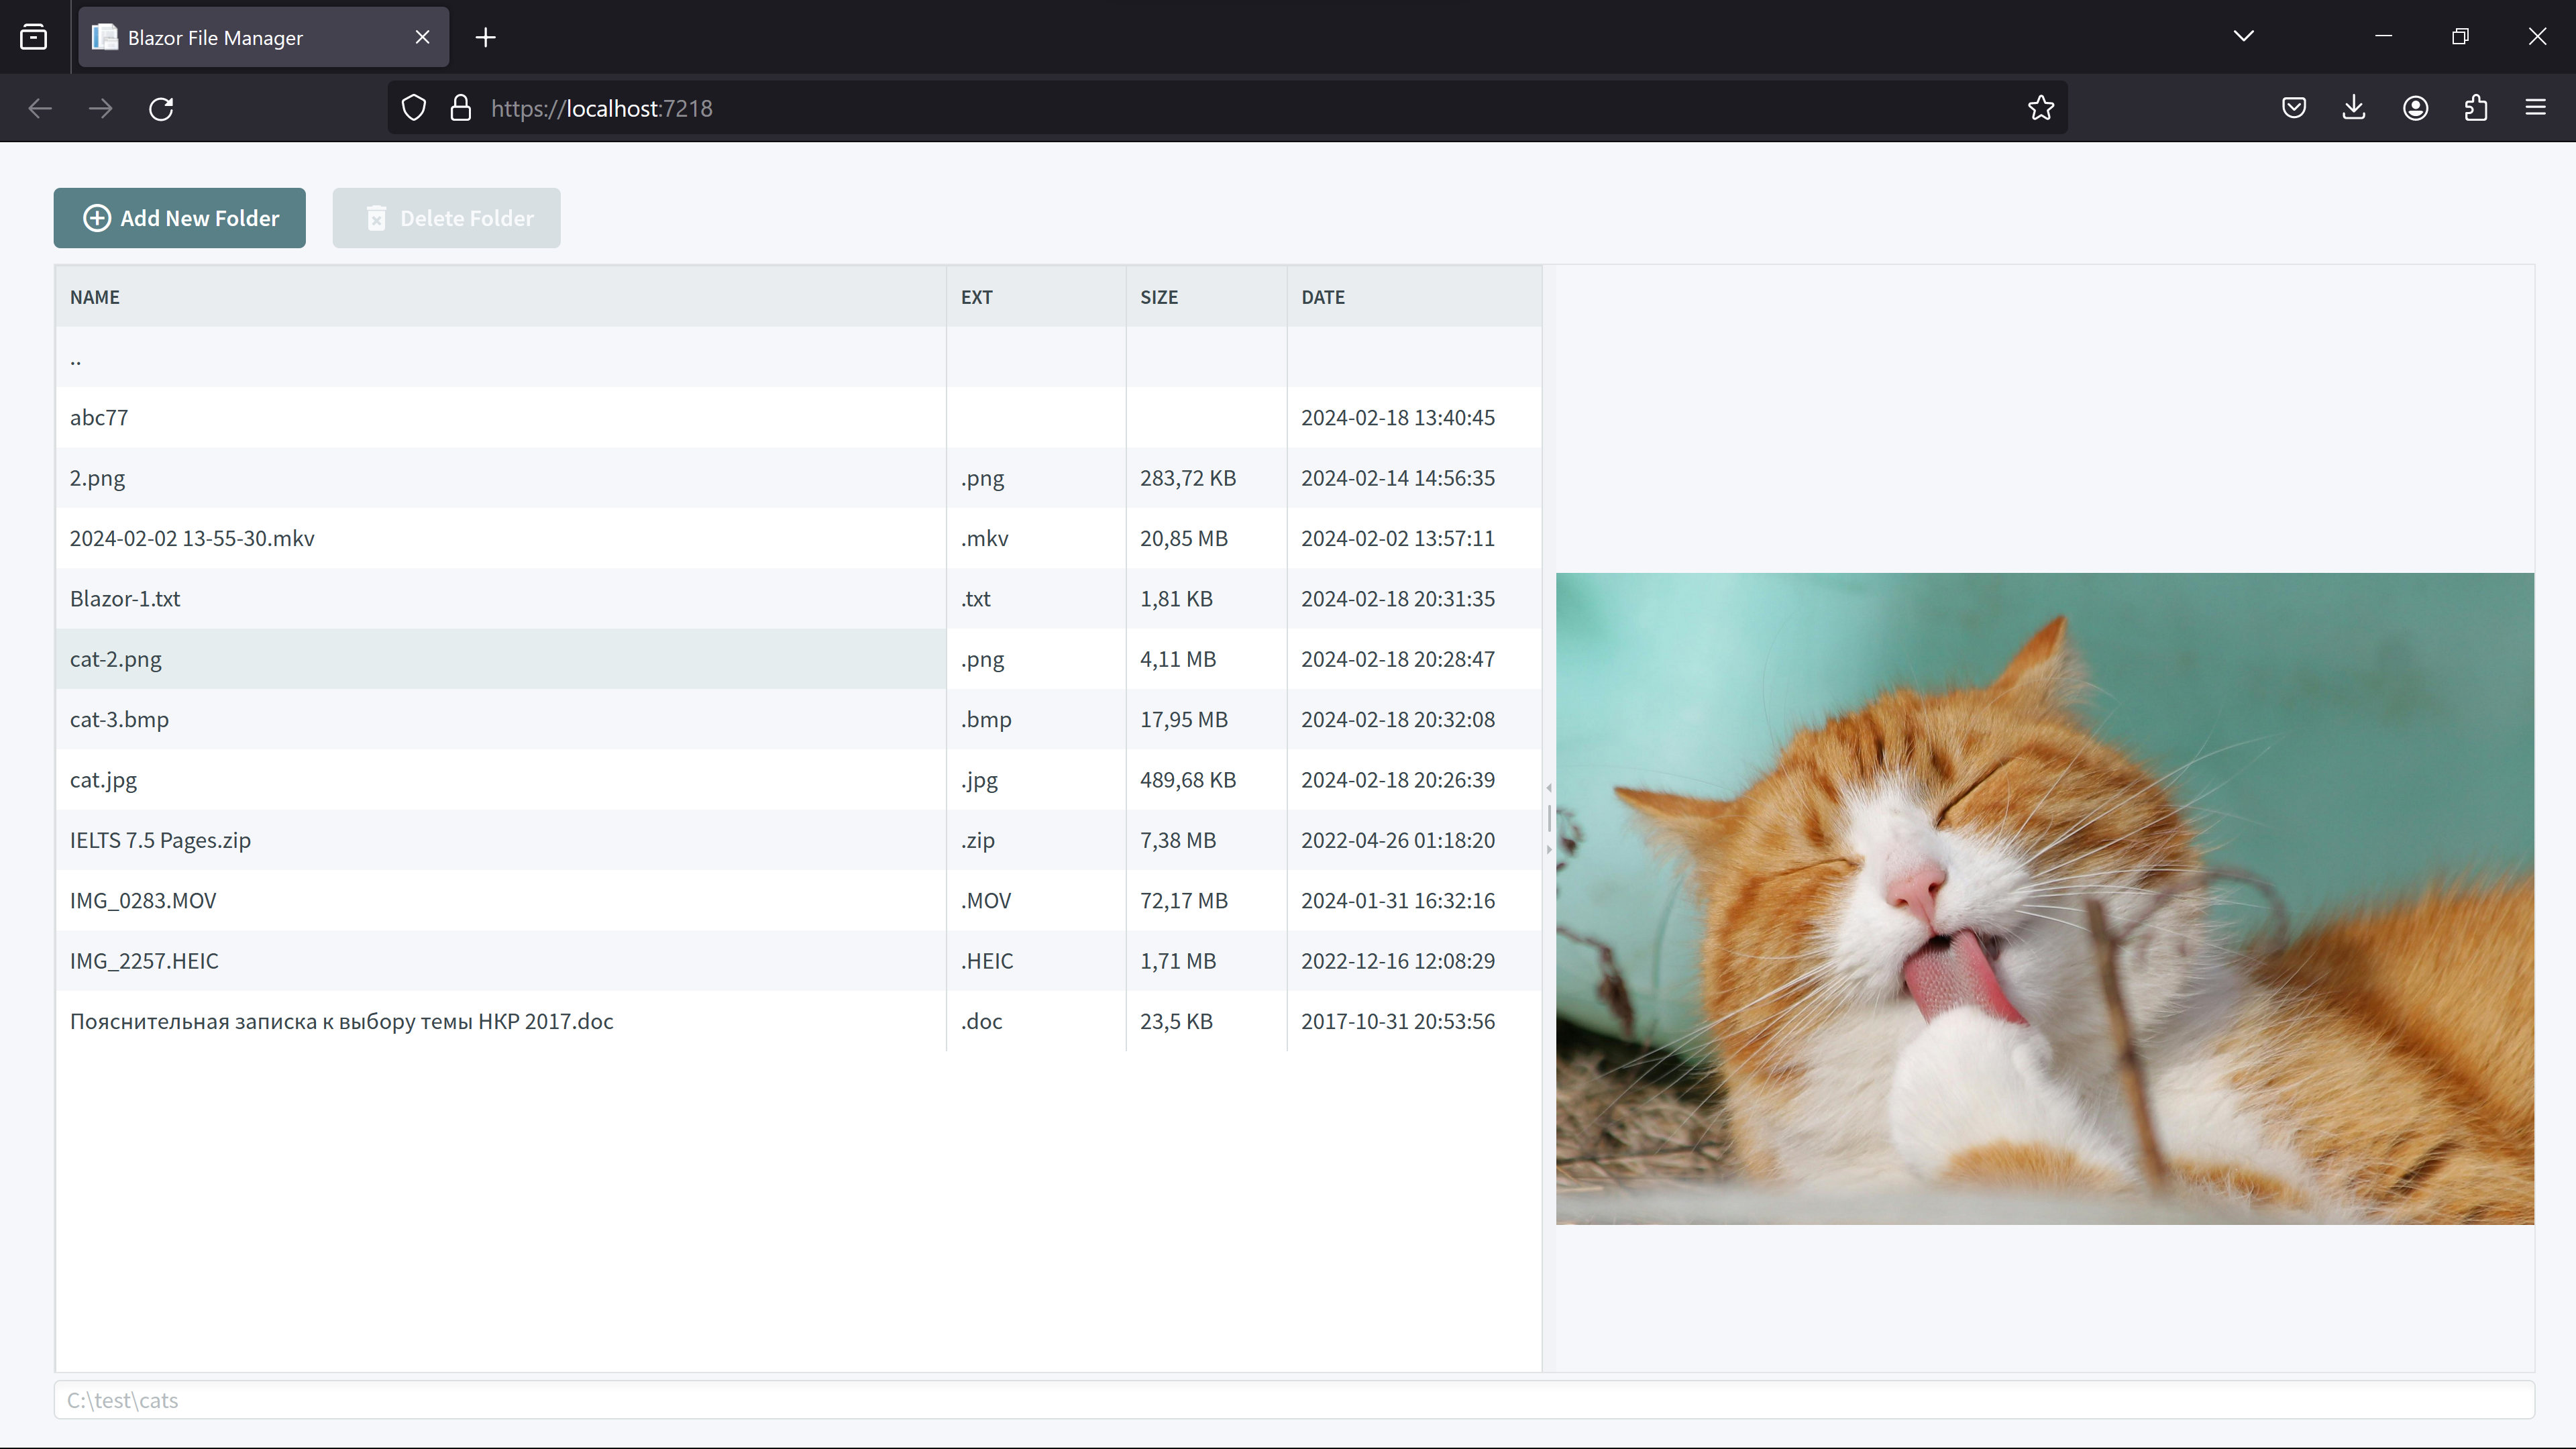 Blazor File Manager
https://localhost:7218
Add New Folder Delete Folder
NAME EXT SIZE DATE
..
abc77 2024-02-18 13:40:45
2.png .png 283,72 KB 2024-02-14 14:56:35
2024-02-02 13-55-30.mkv .mkv 20,85 MB 2024-02-02 13:57:11
Blazor-1.txt .txt 1,81 KB 2024-02-18 20:31:35
cat-2.png .png 4,11 MB 2024-02-18 20:28:47
cat-3.bmp .bmp 17,95 MB 2024-02-18 20:32:08
cat.jpg .jpg 489,68 KB 2024-02-18 20:26:39
IELTS 7.5 Pages.zip .zip 7,38 MB 2022-04-26 01:18:20
IMG_0283.MOV .MOV 72,17 MB 2024-01-31 16:32:16
IMG_2257.HEIC .HEIC 1,71 MB 2022-12-16 12:08:29
Пояснительная записка к выбору темы НКР 2017.doc .doc 23,5 KB 2017-10-31 20:53:56
C:\test\cats